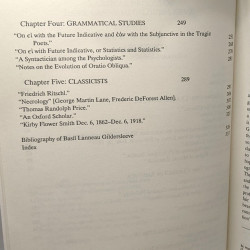 Chapter Four: GRAMMATICAL STUDIES 249
"On εἰ with the Future Indicative and ἐάν with the Subjunctive in the Tragic
Poets."
"On εἰ with Future Indicative, or Statistics and Statistics."
"A Syntactician among the Psychologists."
"Notes on the Evolution of Oratio Obliqua."
Chapter Five: CLASSICISTS 289
"Friedrich Ritschl."
"Necrology" [George Martin Lane, Frederic DeForest Allen].
"Thomas Randolph Price."
"An Oxford Scholar."
"Kirby Flower Smith Dec. 6, 1862–Dec. 6, 1918."
Bibliography of Basil Lanneau Gildersleeve
Index